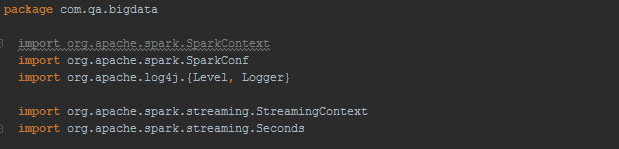 package com.qa.bigdata
import org.apache.spark.SparkContext
import org.apache.spark.SparkConf
import org.apache.log4j.{Level, Logger}
import org.apache.spark.streaming.StreamingContext
import org.apache.spark.streaming.Seconds